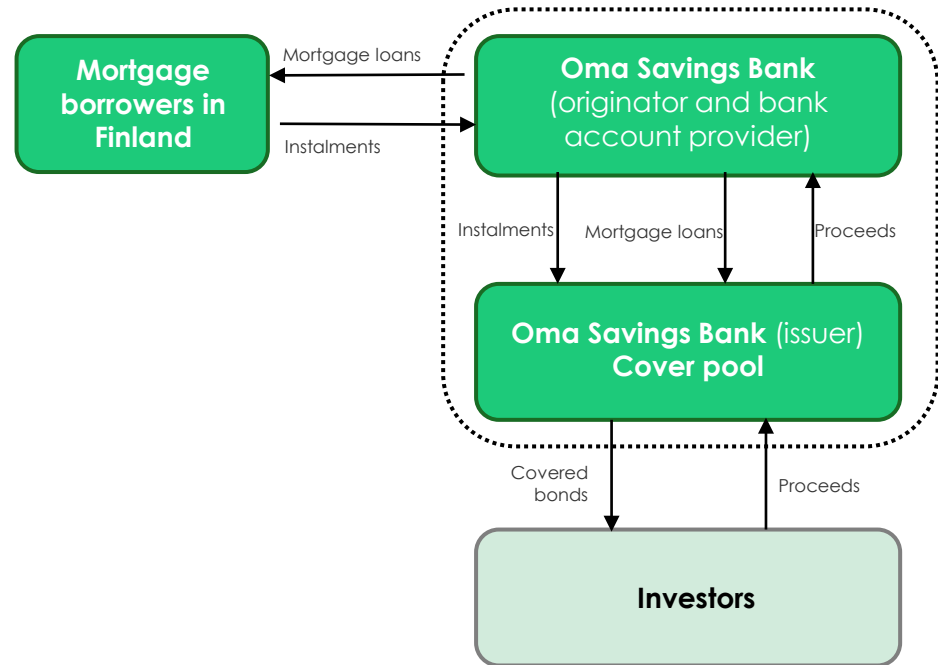 Mortgage
borrowers in
Finland
Mortgage loans
Instalments
Oma Savings Bank
(originator and bank
account provider)
Instalments
Mortgage loans
Proceeds
Oma Savings Bank (issuer)
Cover pool
Covered
bonds
Proceeds
Investors